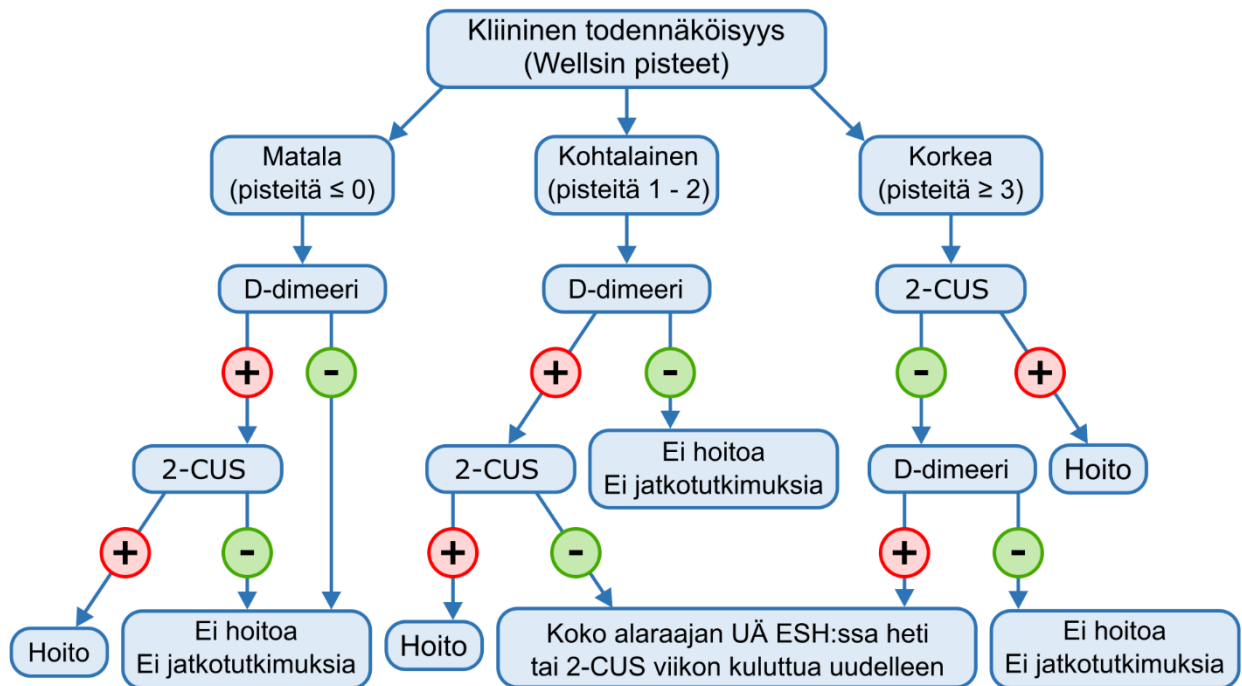 Kliininen todennäköisyys
(Wellsin pisteet)
Matala
(pisteitä ≤ 0)
Kohtalainen
(pisteitä 1 - 2)
Korkea
(pisteitä ≥ 3)
D-dimeeri
D-dimeeri
2-CUS
+
-
+
-
-
+
2-CUS
2-CUS
Ei hoitoa
Ei jatkotutkimuksia
D-dimeeri
Hoito
+
-
+
-
+
-
Hoito
Ei hoitoa
Ei jatkotutkimuksia
Hoito
Koko alaraajan UÄ ESH:ssa heti
tai 2-CUS viikon kuluttua uudelleen
Ei hoitoa
Ei jatkotutkimuksia